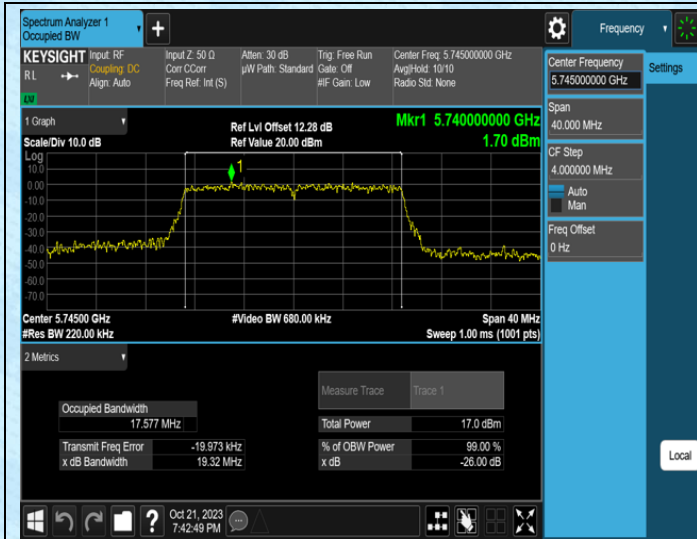 Spectrum Analyzer 1
Occupied BW
+
Frequency
KEYSIGHT
R L
LXI
Input: RF
Coupling: DC
Align: Auto
Input Z: 50 Ω
Corr CCorr
Freq Ref: Int (S)
Atten: 30 dB
µW Path: Standard
Trig: Free Run
Gate: Off
#IF Gain: Low
Center Freq: 5.745000000 GHz
Avg|Hold: 10/10
Radio Std: None
Center Frequency
5.745000000 GHz
Settings
Span
40.000 MHz
CF Step
4.000000 MHz
Auto
Man
Freq Offset
0 Hz
Local
1 Graph
Scale/Div 10.0 dB
Ref Lvl Offset 12.28 dB
Ref Value 20.00 dBm
Mkr1 5.740000000 GHz
1.70 dBm
Log
10.0
0.00
-10.0
-20.0
-30.0
-40.0
-50.0
-60.0
-70.0
1
Center 5.74500 GHz
#Video BW 680.00 kHz
Span 40 MHz
#Res BW 220.00 kHz
Sweep 1.00 ms (1001 pts)
2 Metrics
Measure Trace Trace 1
Occupied Bandwidth
17.577 MHz
Total Power 17.0 dBm
Transmit Freq Error -19.973 kHz
% of OBW Power 99.00 %
x dB Bandwidth 19.32 MHz
x dB -26.00 dB
?
Oct 21, 2023
7:42:49 PM